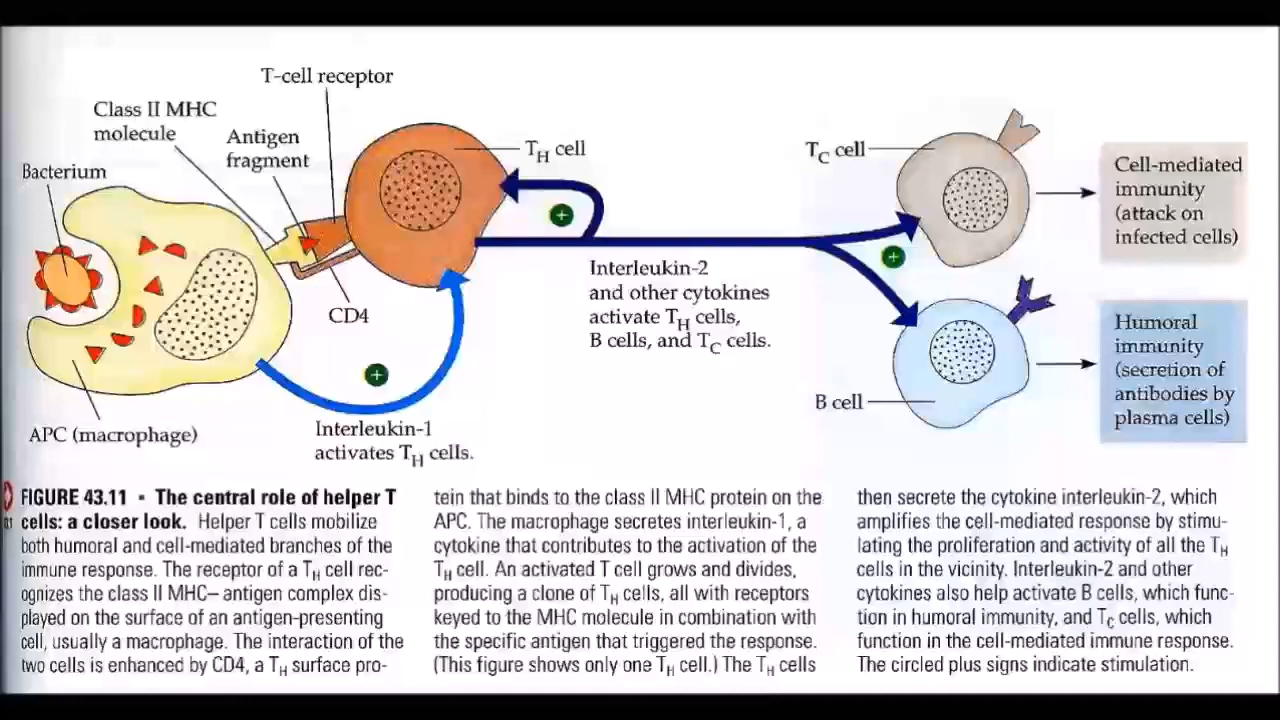 T-cell receptor
Class II MHC
molecule
Antigen
fragment
Bacterium
TH cell
TC cell
Cell-mediated
immunity
(attack on
infected cells)
+
+
Interleukin-2
and other cytokines
activate TH cells,
B cells, and TC cells.
CD4
+
Humoral
immunity
(secretion of
antibodies by
plasma cells)
B cell
APC (macrophage)
Interleukin-1
activates TH cells.
FIGURE 43.11 • The central role of helper T
cells: a closer look. Helper T cells mobilize
both humoral and cell-mediated branches of the
immune response. The receptor of a TH cell rec-
ognizes the class II MHC–antigen complex dis-
played on the surface of an antigen-presenting
cell, usually a macrophage. The interaction of the
two cells is enhanced by CD4, a TH surface pro-
tein that binds to the class II MHC protein on the
APC. The macrophage secretes interleukin-1, a
cytokine that contributes to the activation of the
TH cell. An activated T cell grows and divides,
producing a clone of TH cells, all with receptors
keyed to the MHC molecule in combination with
the specific antigen that triggered the response.
(This figure shows only one TH cell.) The TH cells
then secrete the cytokine interleukin-2, which
amplifies the cell-mediated response by stimu-
lating the proliferation and activity of all the TH
cells in the vicinity. Interleukin-2 and other
cytokines also help activate B cells, which func-
tion in humoral immunity, and TC cells, which
function in the cell-mediated immune response.
The circled plus signs indicate stimulation.